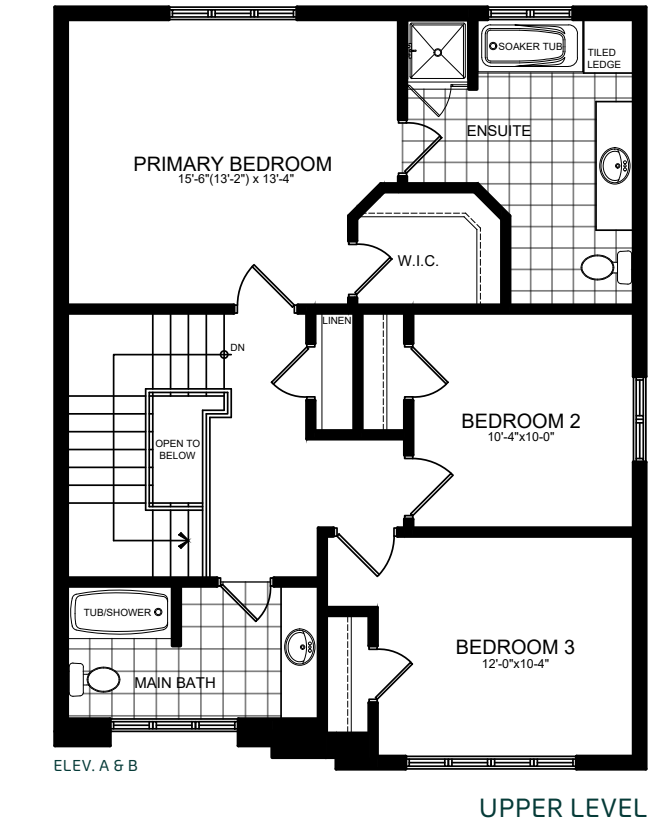 SOAKER TUB
TILED
LEDGE
ENSUITE
PRIMARY BEDROOM
15'-6"(13'-2") x 13'-4"
W.I.C.
LINEN
DN
BEDROOM 2
10'-4"x10-0"
OPEN TO
BELOW
TUB/SHOWER
BEDROOM 3
12'-0"x10-4"
MAIN BATH
ELEV. A & B
UPPER LEVEL